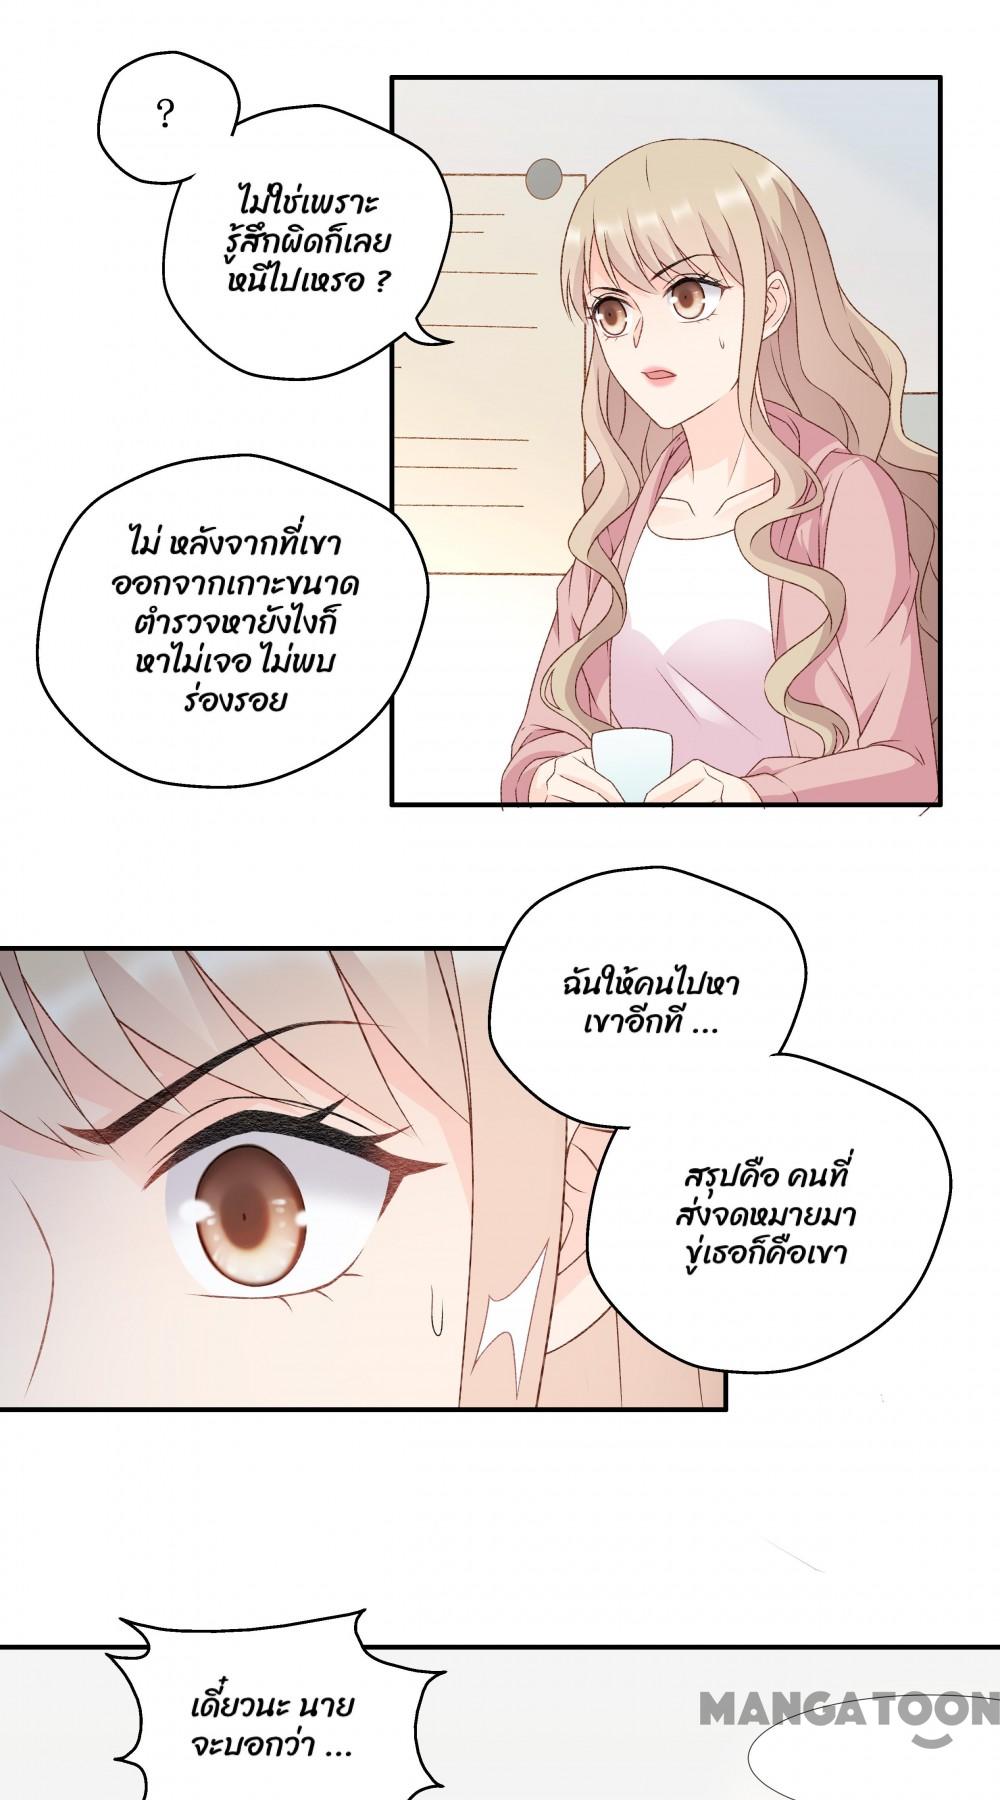 ?
ไม่ใช่เพราะ
รู้สึกผิดก็เลย
หนีไปเหรอ ?
ไม่ หลังจากที่เขา
ออกจากเกาะขนาด
ตำรวจหายังไงก็
หาไม่เจอ ไม่พบ
ร่องรอย
ฉันให้คนไปหา
เขาอีกที ...
สรุปคือ คนที่
ส่งจดหมายมา
ขู่เธอก็คือเขา
เดี๋ยวนะ นาย
จะบอกว่า ...
MANGATOON